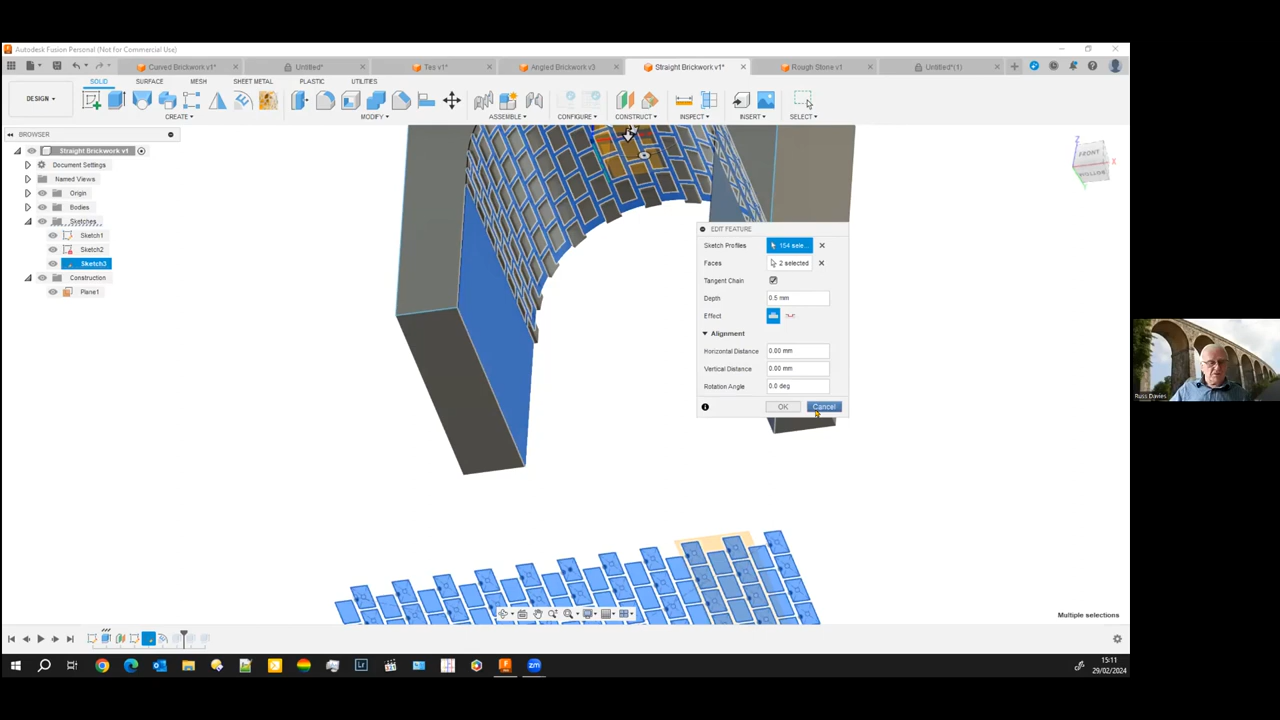 Autodesk Fusion Personal (Not for Commercial Use)
Curved Brickwork v1*
Untitled*
Tes v1*
Angled Brickwork v3
Straight Brickwork v1*
Rough Stone v1
Untitled*(1)
SOLID SURFACE MESH SHEET METAL PLASTIC UTILITIES
DESIGN
CREATE MODIFY ASSEMBLE CONFIGURE CONSTRUCT INSPECT INSERT SELECT
BROWSER
Straight Brickwork v1
Document Settings
Named Views
Origin
Bodies
Sketches
Sketch1
Sketch2
Sketch3
Construction
Plane1
Z
FRONT
X
BOTTOM
Y
EDIT FEATURE
Sketch Profiles 154 sele...
Faces 2 selected
Tangent Chain
Depth 0.5 mm
Effect
Alignment
Horizontal Distance 0.00 mm
Vertical Distance 0.00 mm
Rotation Angle 0.0 deg
OK Cancel
Russ Davies
Multiple selections
15:11
29/02/2024